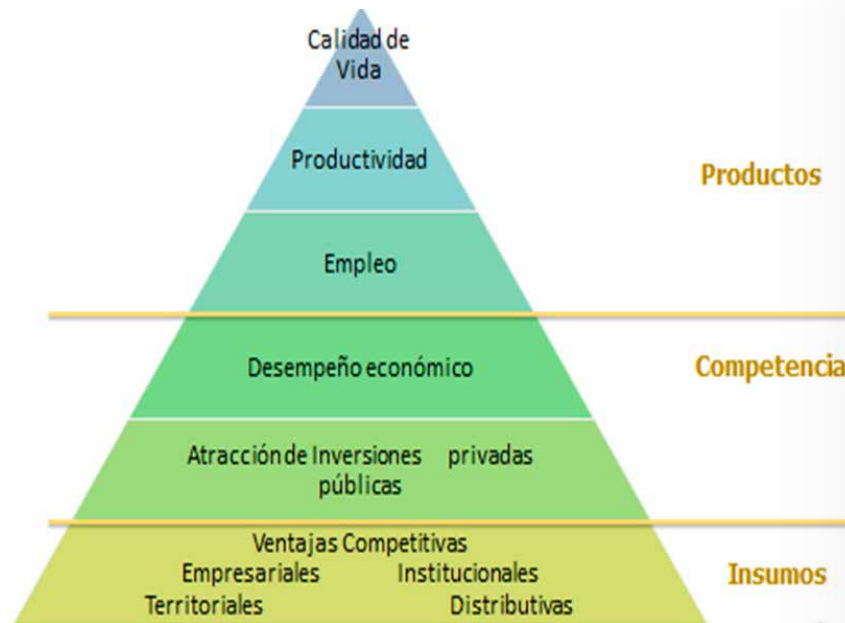 Calidad de
Vida
Productividad
Productos
Empleo
Desempeño económico
Competencia
Atracción de Inversiones privadas
públicas
Ventajas Competitivas
Empresariales Institucionales
Insumos
Territoriales Distributivas